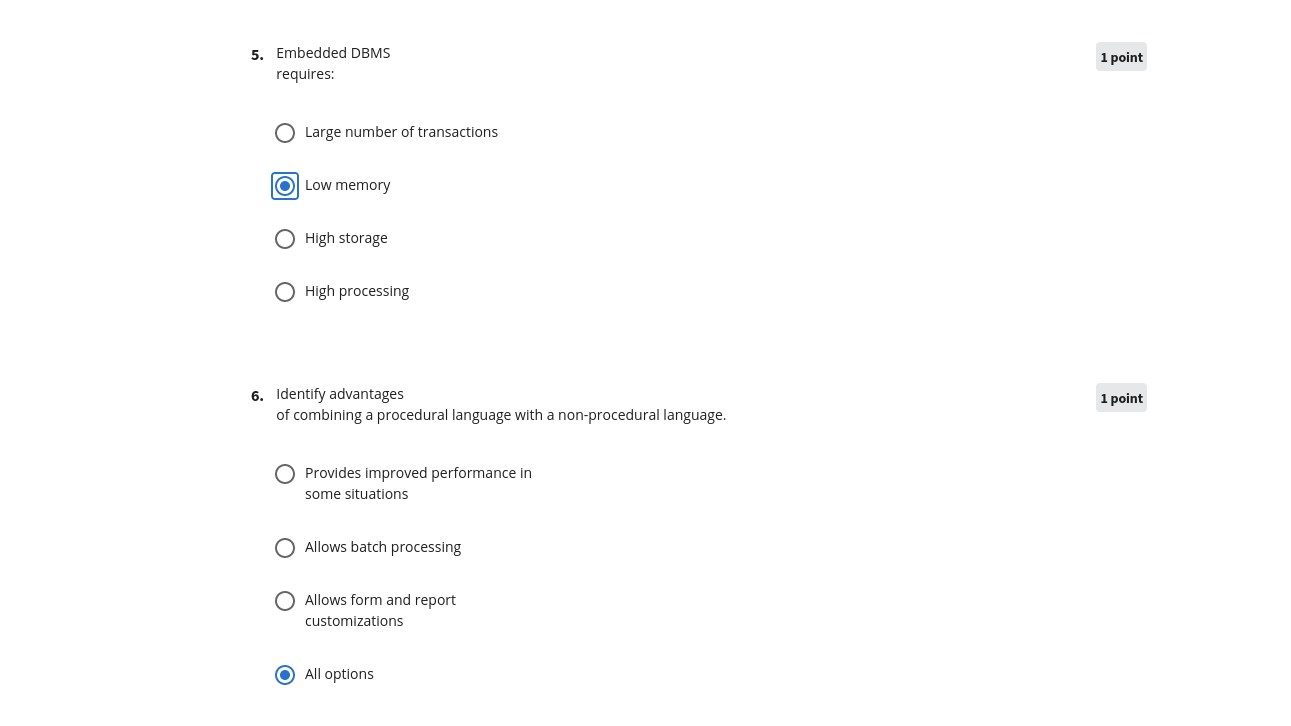 5. Embedded DBMS
requires:
1 point
Large number of transactions
Low memory
High storage
High processing
6. Identify advantages
of combining a procedural language with a non-procedural language.
1 point
Provides improved performance in
some situations
Allows batch processing
Allows form and report
customizations
All options